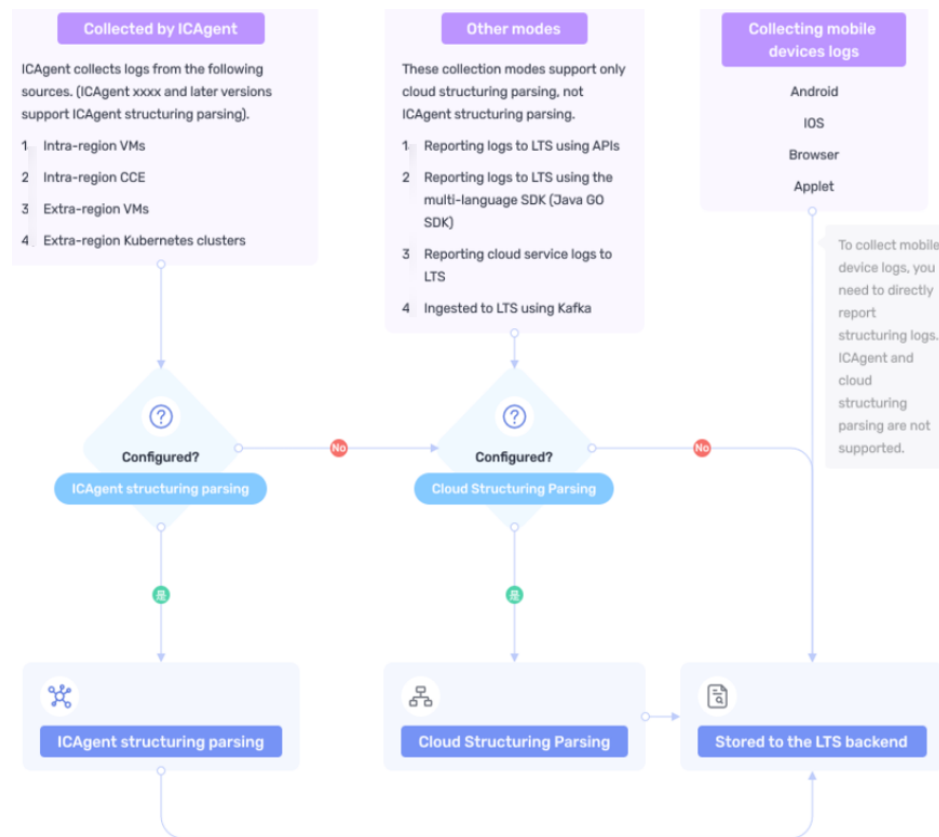 Collected by ICAgent
ICAgent collects logs from the following
sources. (ICAgent xxxx and later versions
support ICAgent structuring parsing).
1 Intra-region VMs
2 Intra-region CCE
3 Extra-region VMs
4 Extra-region Kubernetes clusters
Other modes
These collection modes support only
cloud structuring parsing, not
ICAgent structuring parsing.
1 Reporting logs to LTS using APIs
2 Reporting logs to LTS using the
multi-language SDK (Java GO
SDK)
3 Reporting cloud service logs to
LTS
4 Ingested to LTS using Kafka
Collecting mobile
devices logs
Android
IOS
Browser
Applet
To collect mobile
device logs, you
need to directly
report
structuring logs.
ICAgent and
cloud
structuring
parsing are not
supported.
Configured?
ICAgent structuring parsing
No
Configured?
Cloud Structuring Parsing
No
是
是
ICAgent structuring parsing
Cloud Structuring Parsing
Stored to the LTS backend